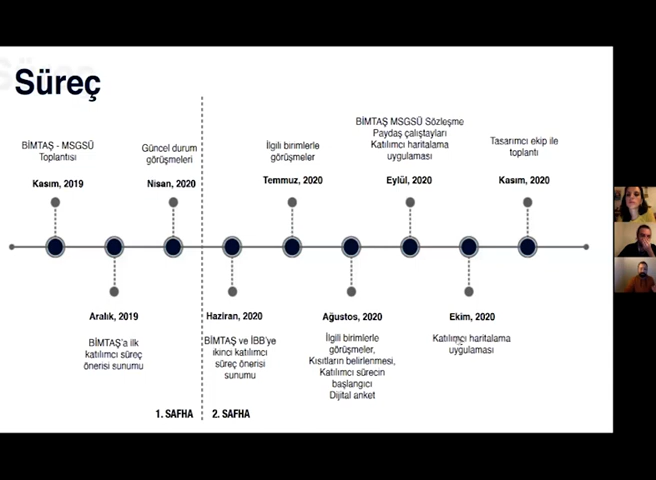 Süreç
BİMTAŞ - MSGSÜ
Toplantısı
Kasım, 2019
Güncel durum
görüşmeleri
Nisan, 2020
İlgili birimlerle
görüşmeler
Temmuz, 2020
BİMTAŞ MSGSÜ Sözleşme
Paydaş çalıştayları
Katılımcı haritalama
uygulaması
Eylül, 2020
Tasarımcı ekip ile
toplantı
Kasım, 2020
Aralık, 2019
BİMTAŞ'a ilk
katılımcı süreç
önerisi sunumu
Haziran, 2020
BİMTAŞ ve İBB'ye
ikinci katılımcı
süreç önerisi
sunumu
Ağustos, 2020
İlgili birimlerle
görüşmeler,
Kısıtların belirlenmesi,
Katılımcı sürecin
başlangıcı
Dijital anket
Ekim, 2020
Katılımcı haritalama
uygulaması
1. SAFHA
2. SAFHA